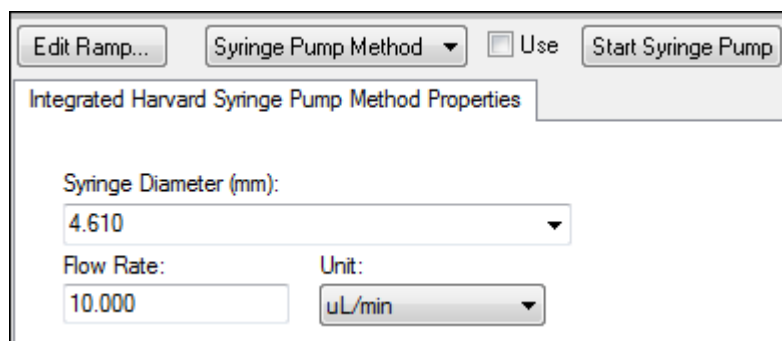 Edit Ramp... Syringe Pump Method Use Start Syringe Pump
Integrated Harvard Syringe Pump Method Properties
Syringe Diameter (mm):
4.610
Flow Rate: Unit:
10.000 uL/min